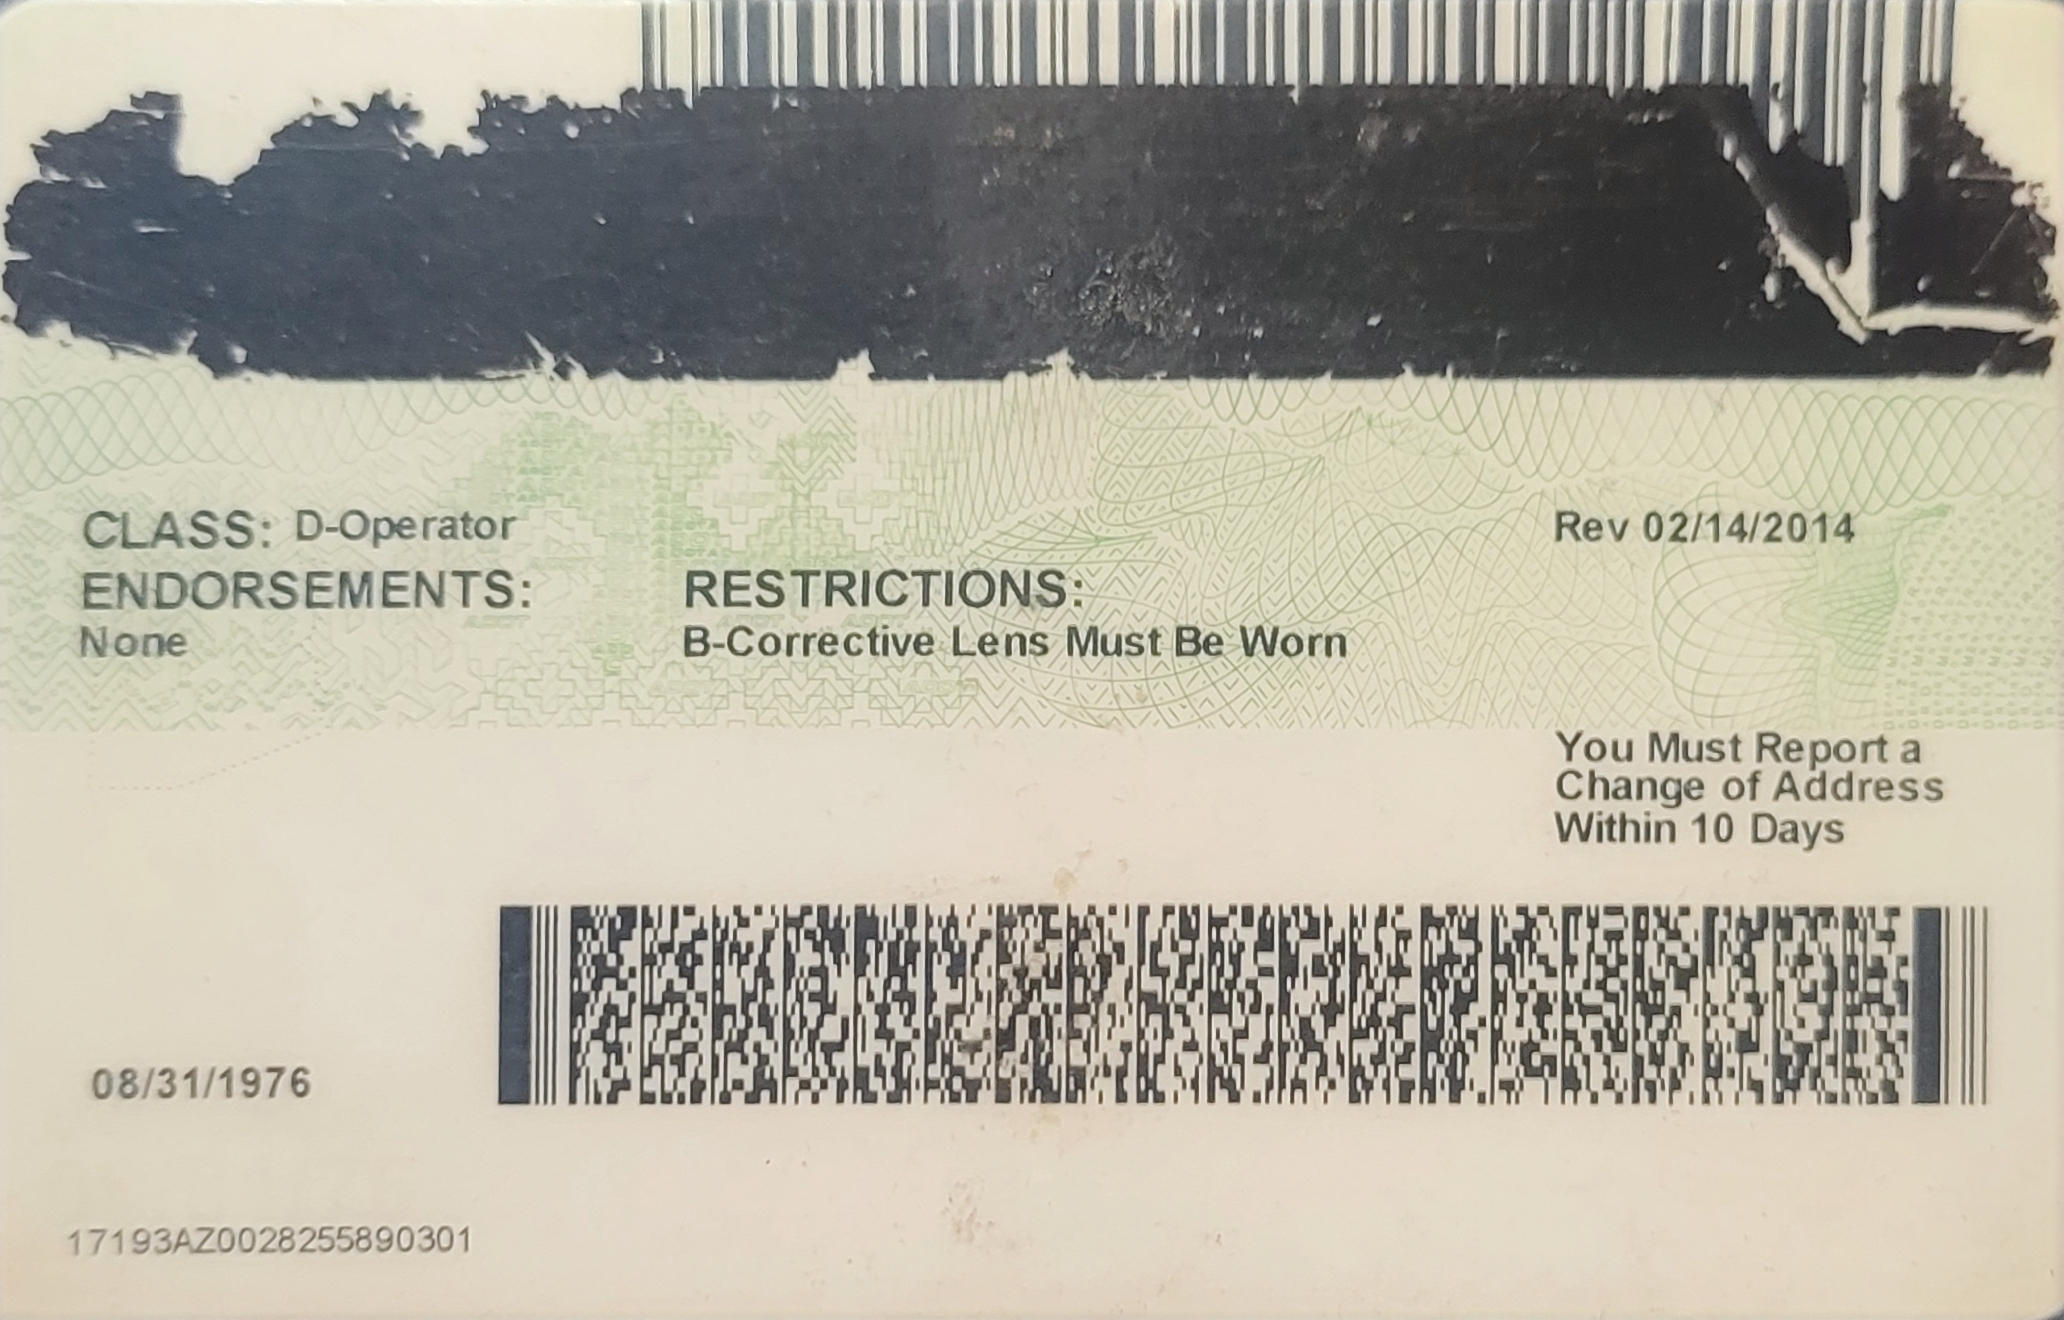 CLASS: D-Operator
Rev 02/14/2014
ENDORSEMENTS:
RESTRICTIONS:
None
B-Corrective Lens Must Be Worn
You Must Report a
Change of Address
Within 10 Days
08/31/1976
17193AZ0028255890301